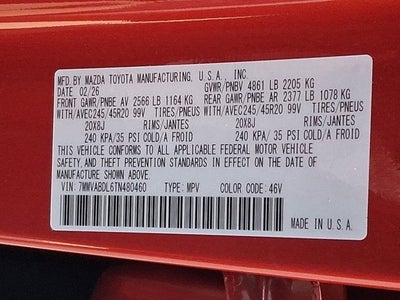 MFD. BY MAZDA TOYOTA MANUFACTURING, U.S.A., INC.
DATE 02/26 GVWR/PNBV 4861 LB 2205 KG
FRONT GAWR/PNBE AV 2566 LB 1164 KG REAR GAWR/PNBE AR 2377 LB 1078 KG
WITH/AVEC245/45R20 99V TIRES/PNEUS WITH/AVEC245/45R20 99V TIRES/PNEUS
20X8J RIMS/JANTES 20X8J RIMS/JANTES
240 KPA/ 35 PSI COLD/A FROID 240 KPA/ 35 PSI COLD/A FROID
THIS VEHICLE CONFORMS TO ALL APPLICABLE FEDERAL MOTOR VEHICLE
SAFETY, AND THEFT PREVENTION STANDARDS IN EFFECT ON THE DATE OF
MANUFACTURE SHOWN ABOVE.
VIN: 7MMVABDL6TN480460 TYPE: MPV COLOR CODE: 46V
MADE IN U.S.A.